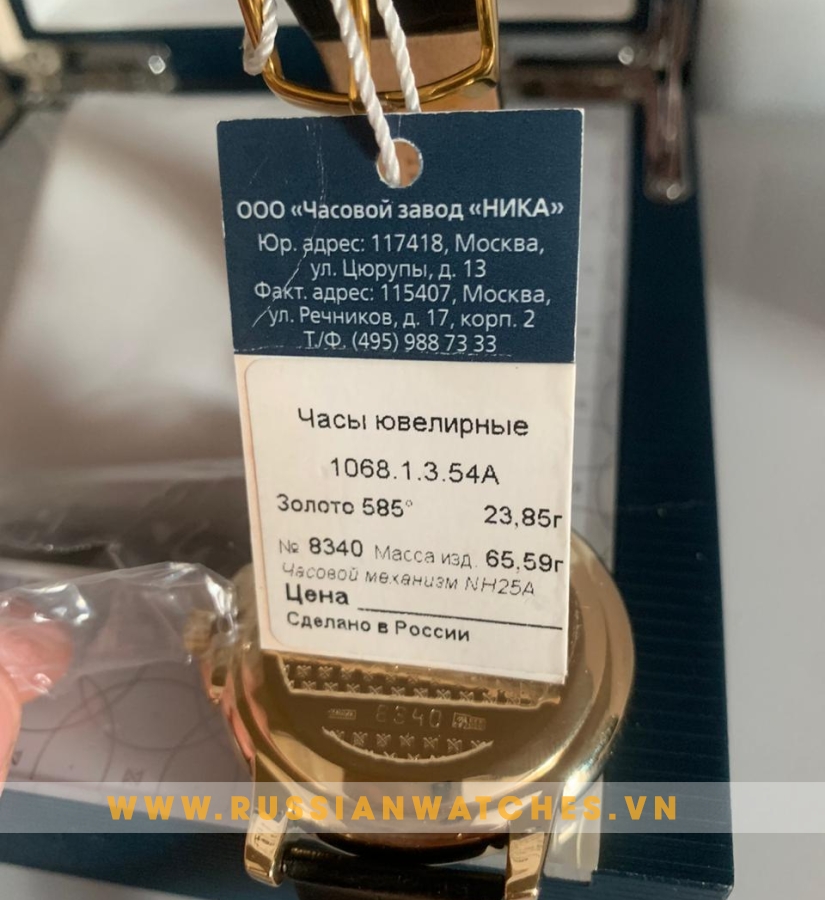 ООО «Часовой завод «НИКА»
Юр. адрес: 117418, Москва,
ул. Цюрупы, д. 13
Факт. адрес: 115407, Москва,
ул. Речников, д. 17, корп. 2
Т./Ф. (495) 988 73 33
Часы ювелирные
1068.1.3.54А
Золото 585° 23,85г
№ 8340 Масса изд. 65,59г
Часовой механизм NH25A
Цена
Сделано в России
8340
WWW.RUSSIANWATCHES.VN